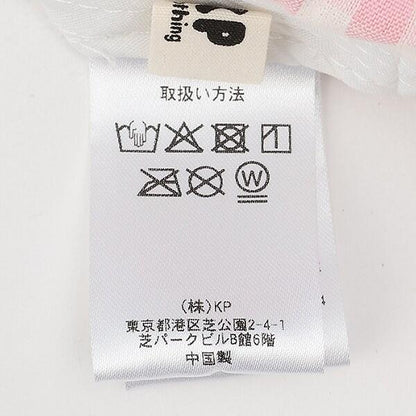 KP
thing
取扱い方法
W
(株)KP
東京都港区芝公園2-4-1
芝パークビルB館6階
中国製